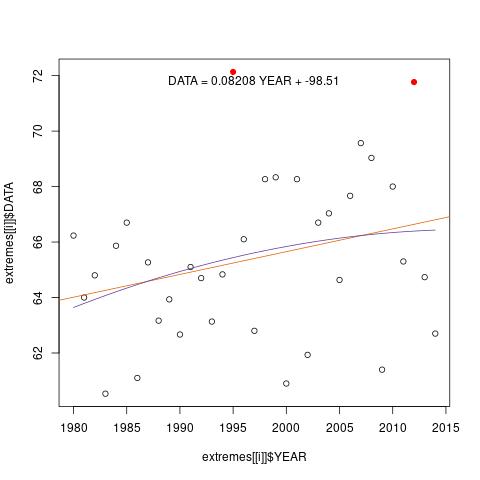 72
DATA = 0.08208 YEAR + -98.51
70
68
66
64
62
extremes[[i]]$DATA
1980 1985 1990 1995 2000 2005 2010 2015
extremes[[i]]$YEAR